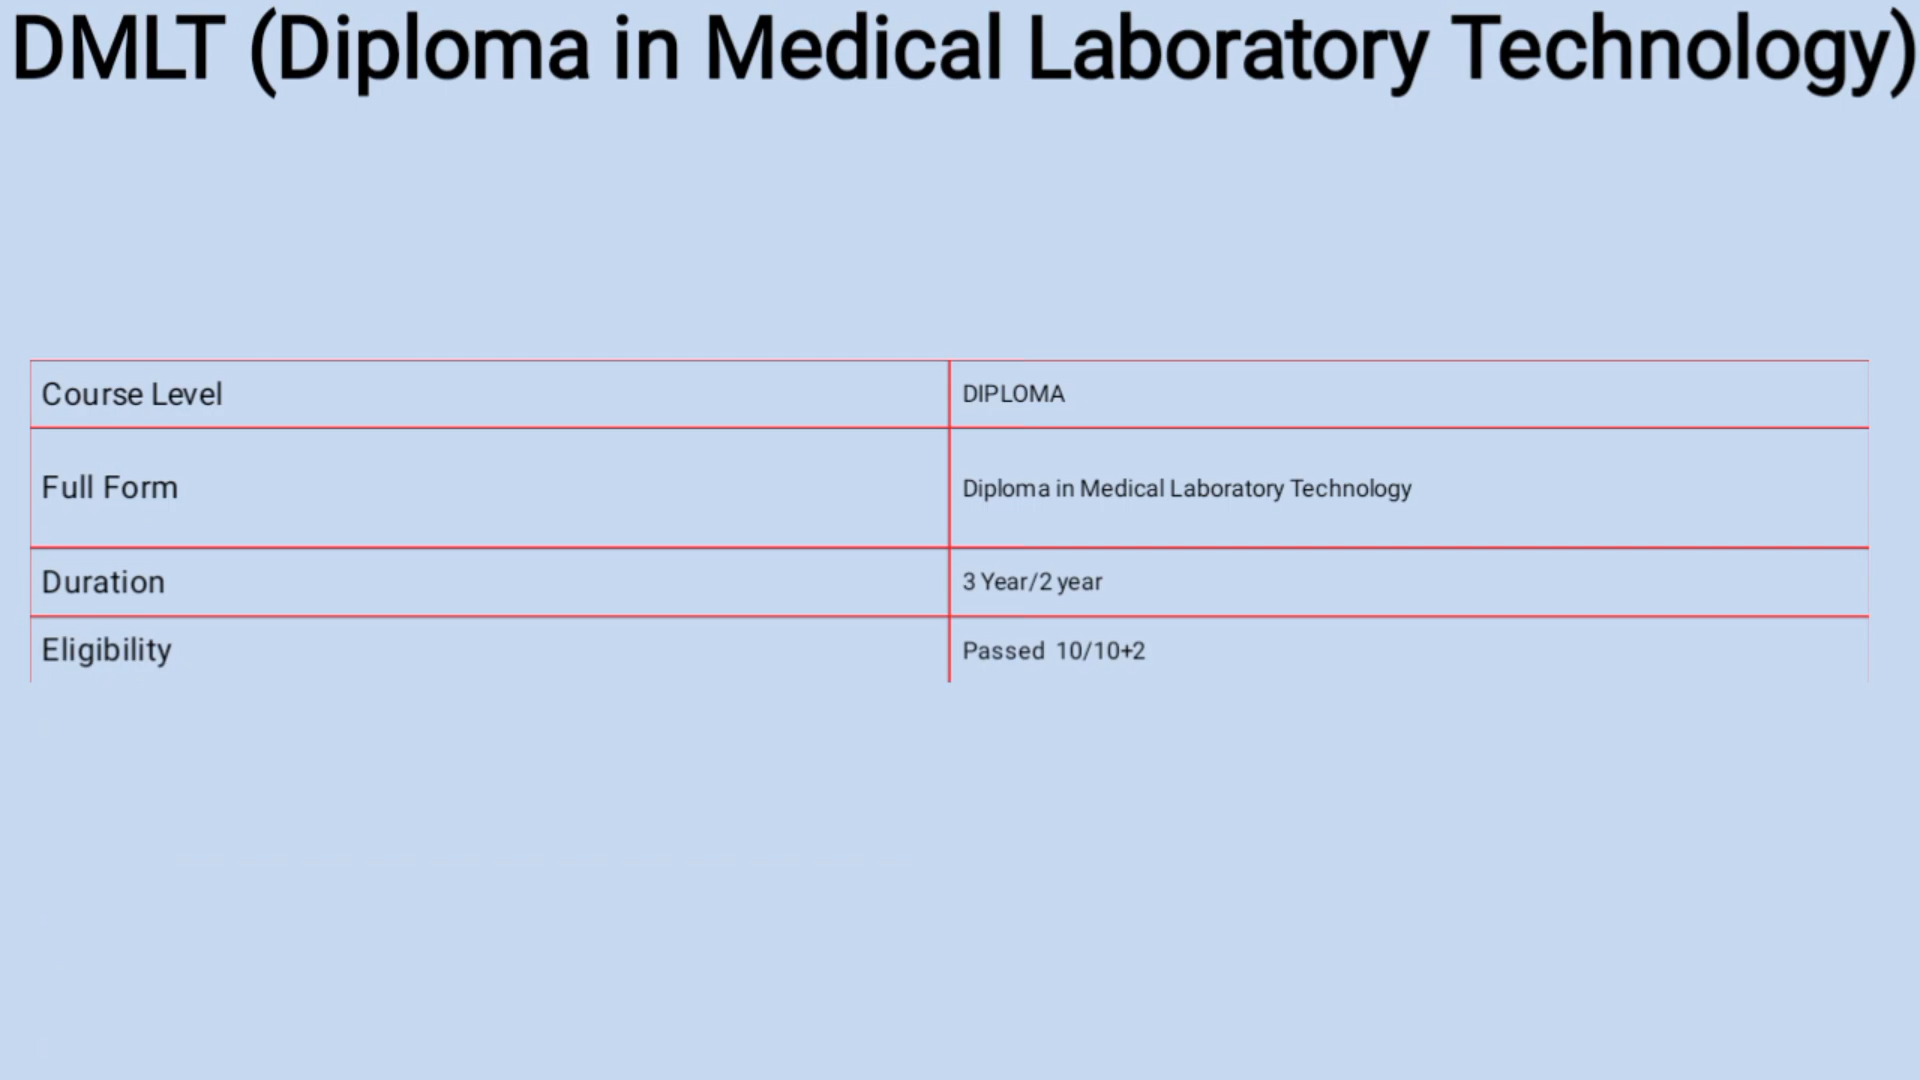 DMLT (Diploma in Medical Laboratory Technology)
Course Level DIPLOMA
Full Form Diploma in Medical Laboratory Technology
Duration 3 Year/2 year
Eligibility Passed 10/10+2